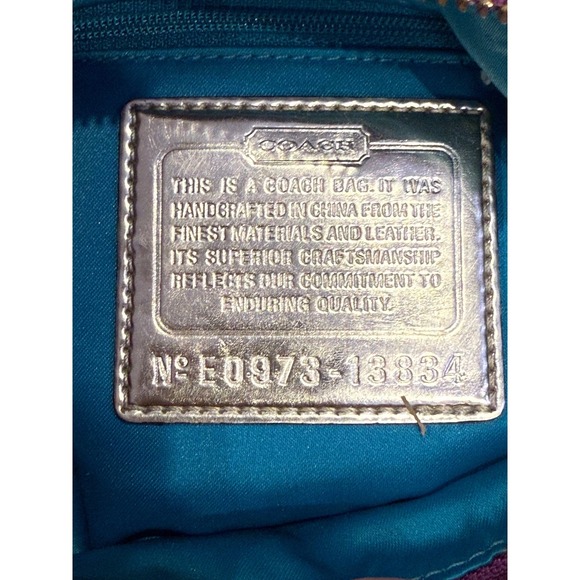 COACH
THIS IS A COACH BAG. IT WAS
HANDCRAFTED IN CHINA FROM THE
FINEST MATERIALS AND LEATHER.
ITS SUPERIOR CRAFTSMANSHIP
REFLECTS OUR COMMITMENT TO
ENDURING QUALITY.
Nº E0973-13834